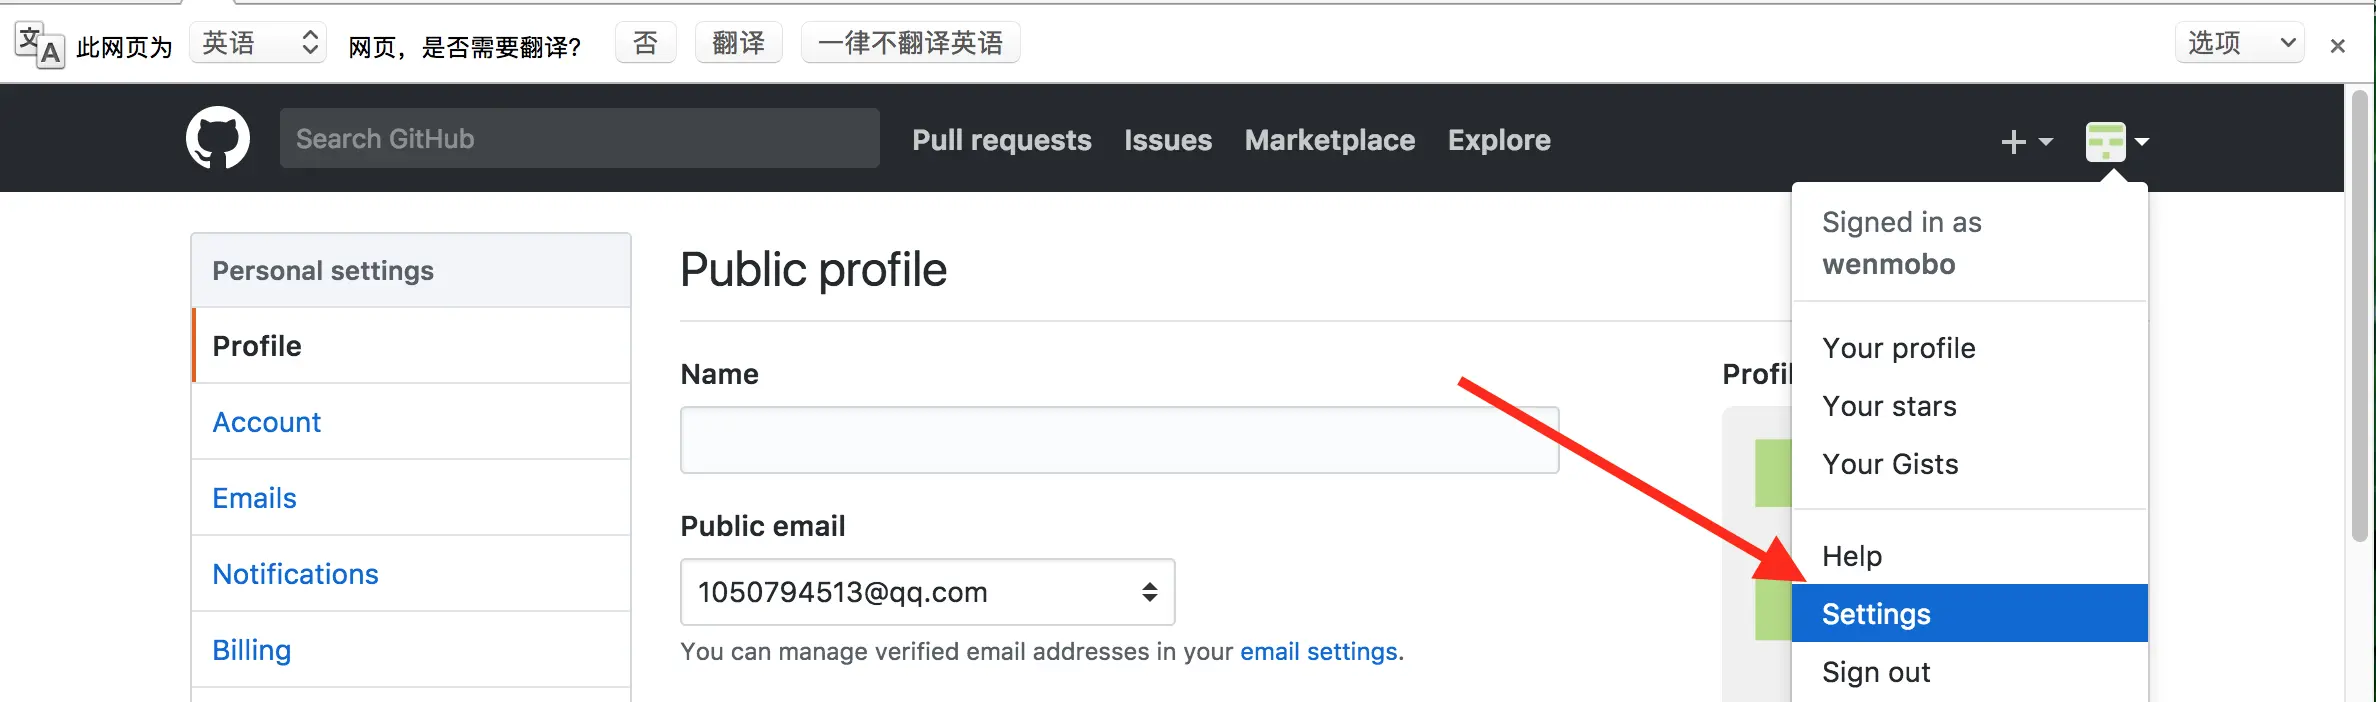 此网页为 英语 网页，是否需要翻译? 否 翻译 一律不翻译英语 选项 ×
Search GitHub Pull requests Issues Marketplace Explore
Signed in as
wenmobo
Your profile
Your stars
Your Gists
Help
Settings
Sign out
Personal settings
Profile
Account
Emails
Notifications
Billing
Public profile
Name
Profil
Public email
1050794513@qq.com
You can manage verified email addresses in your email settings.